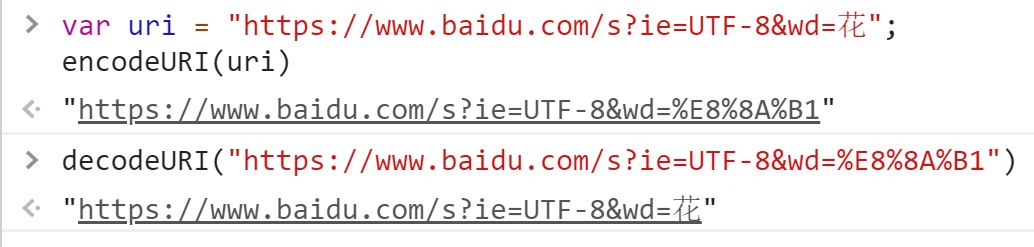 > var uri = "https://www.baidu.com/s?ie=UTF-8&wd=花";
encodeURI(uri)
"https://www.baidu.com/s?ie=UTF-8&wd=%E8%8A%B1"
> decodeURI("https://www.baidu.com/s?ie=UTF-8&wd=%E8%8A%B1")
"https://www.baidu.com/s?ie=UTF-8&wd=花"